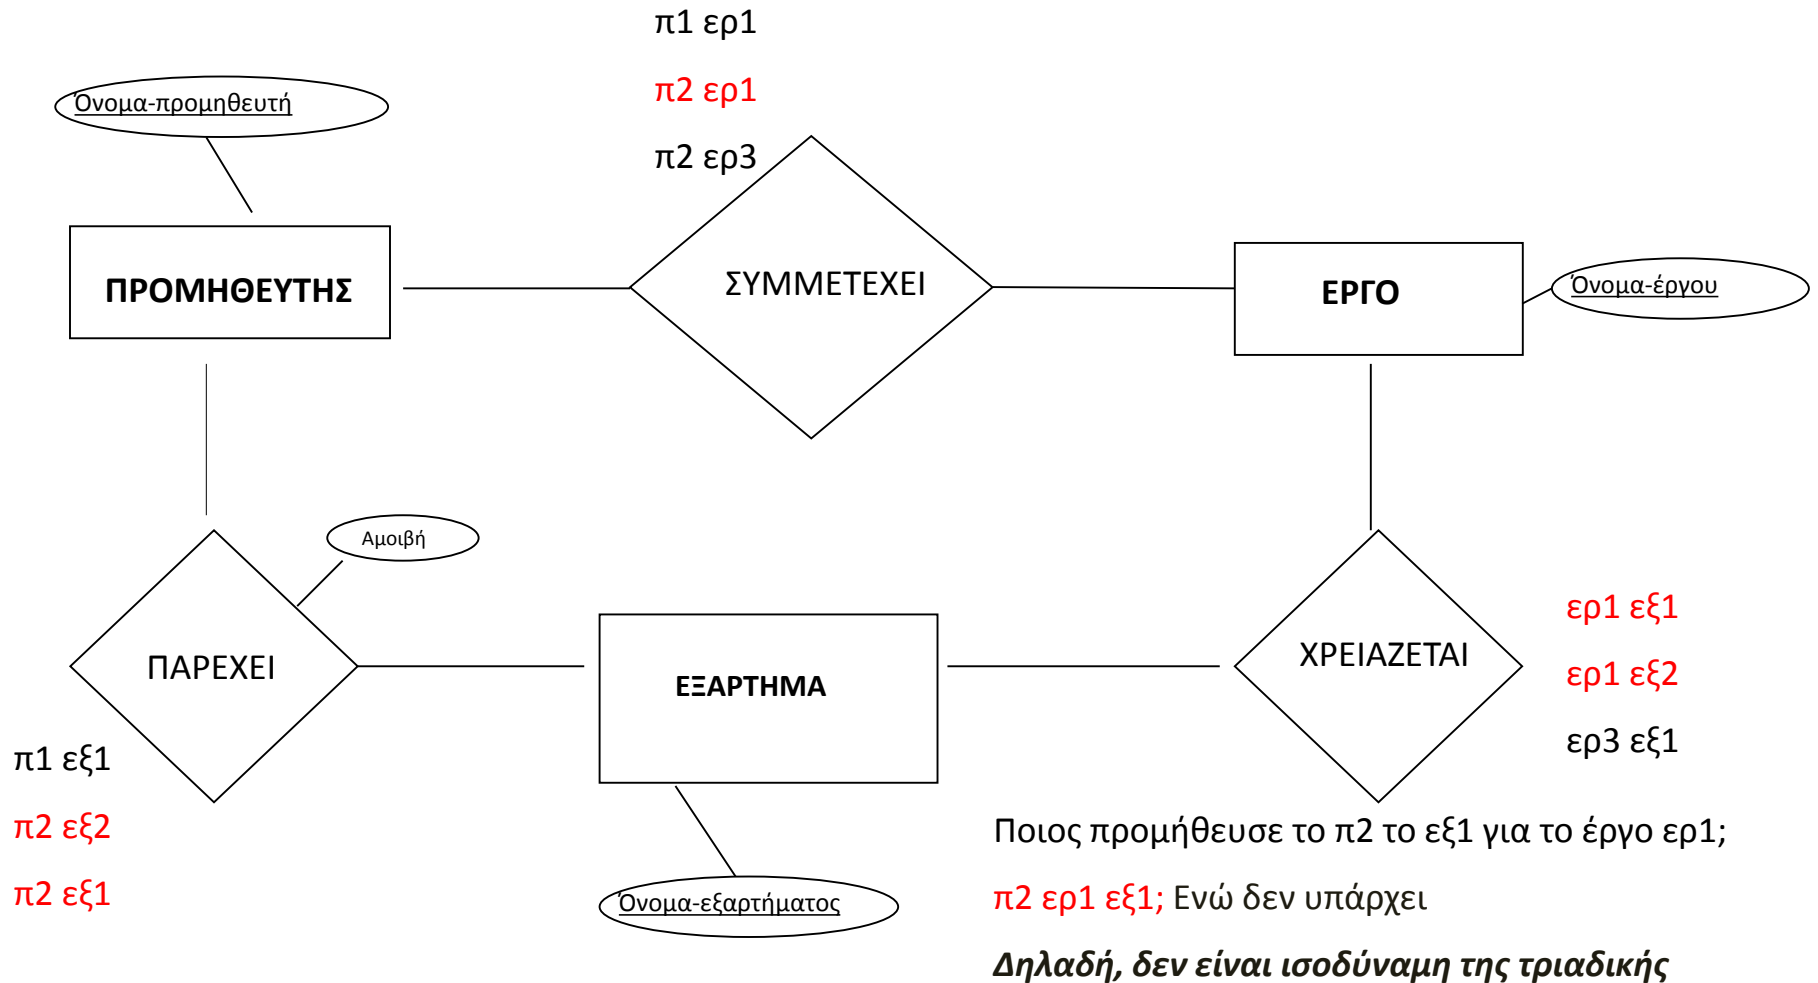 π1 ερ1
π2 ερ1
π2 ερ3
Όνομα-προμηθευτή
ΠΡΟΜΗΘΕΥΤΗΣ
ΣΥΜΜΕΤΕΧΕΙ
ΕΡΓΟ
Όνομα-έργου
Αμοιβή
ΠΑΡΕΧΕΙ
ΕΞΑΡΤΗΜΑ
ΧΡΕΙΑΖΕΤΑΙ
ερ1 εξ1
ερ1 εξ2
ερ3 εξ1
π1 εξ1
π2 εξ2
π2 εξ1
Όνομα-εξαρτήματος
Ποιος προμήθευσε το π2 το εξ1 για το έργο ερ1;
π2 ερ1 εξ1; Ενώ δεν υπάρχει
Δηλαδή, δεν είναι ισοδύναμη της τριαδικής